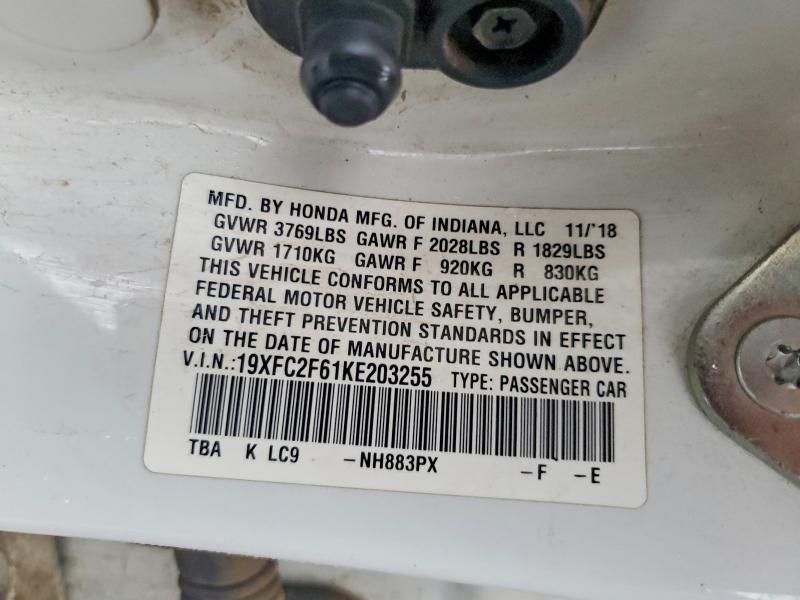 MFD. BY HONDA MFG. OF INDIANA, LLC 11/'18
GVWR 3769LBS GAWR F 2028LBS R 1829LBS
GVWR 1710KG GAWR F 920KG R 830KG
THIS VEHICLE CONFORMS TO ALL APPLICABLE
FEDERAL MOTOR VEHICLE SAFETY, BUMPER,
AND THEFT PREVENTION STANDARDS IN EFFECT
ON THE DATE OF MANUFACTURE SHOWN ABOVE.
V.I.N.:19XFC2F61KE203255 TYPE: PASSENGER CAR
TBA K LC9 -NH883PX -F -E